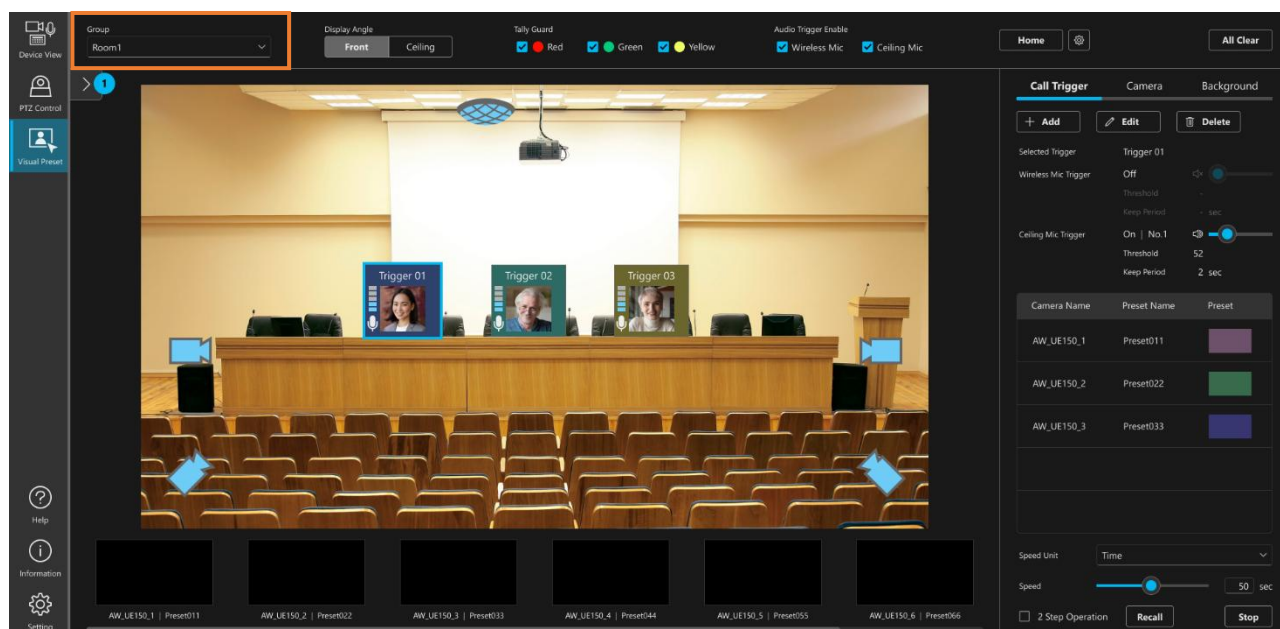 Device View
PTZ Control
Visual Preset
Help
Information
Setting
Group
Room1
Display Angle
Front Ceiling
Tally Guard
Red Green Yellow
Audio Trigger Enable
Wireless Mic Ceiling Mic
Home
All Clear
1
Trigger 01
Trigger 02
Trigger 03
AW_UE150_1 | Preset011
AW_UE150_2 | Preset022
AW_UE150_3 | Preset033
AW_UE150_4 | Preset044
AW_UE150_5 | Preset055
AW_UE150_6 | Preset066
Call Trigger Camera Background
+ Add Edit Delete
Selected Trigger Trigger 01
Wireless Mic Trigger Off
Threshold -
Keep Period - sec
Ceiling Mic Trigger On | No.1
Threshold 52
Keep Period 2 sec
Camera Name Preset Name Preset
AW_UE150_1 Preset011
AW_UE150_2 Preset022
AW_UE150_3 Preset033
Speed Unit Time
Speed 50 sec
2 Step Operation Recall Stop